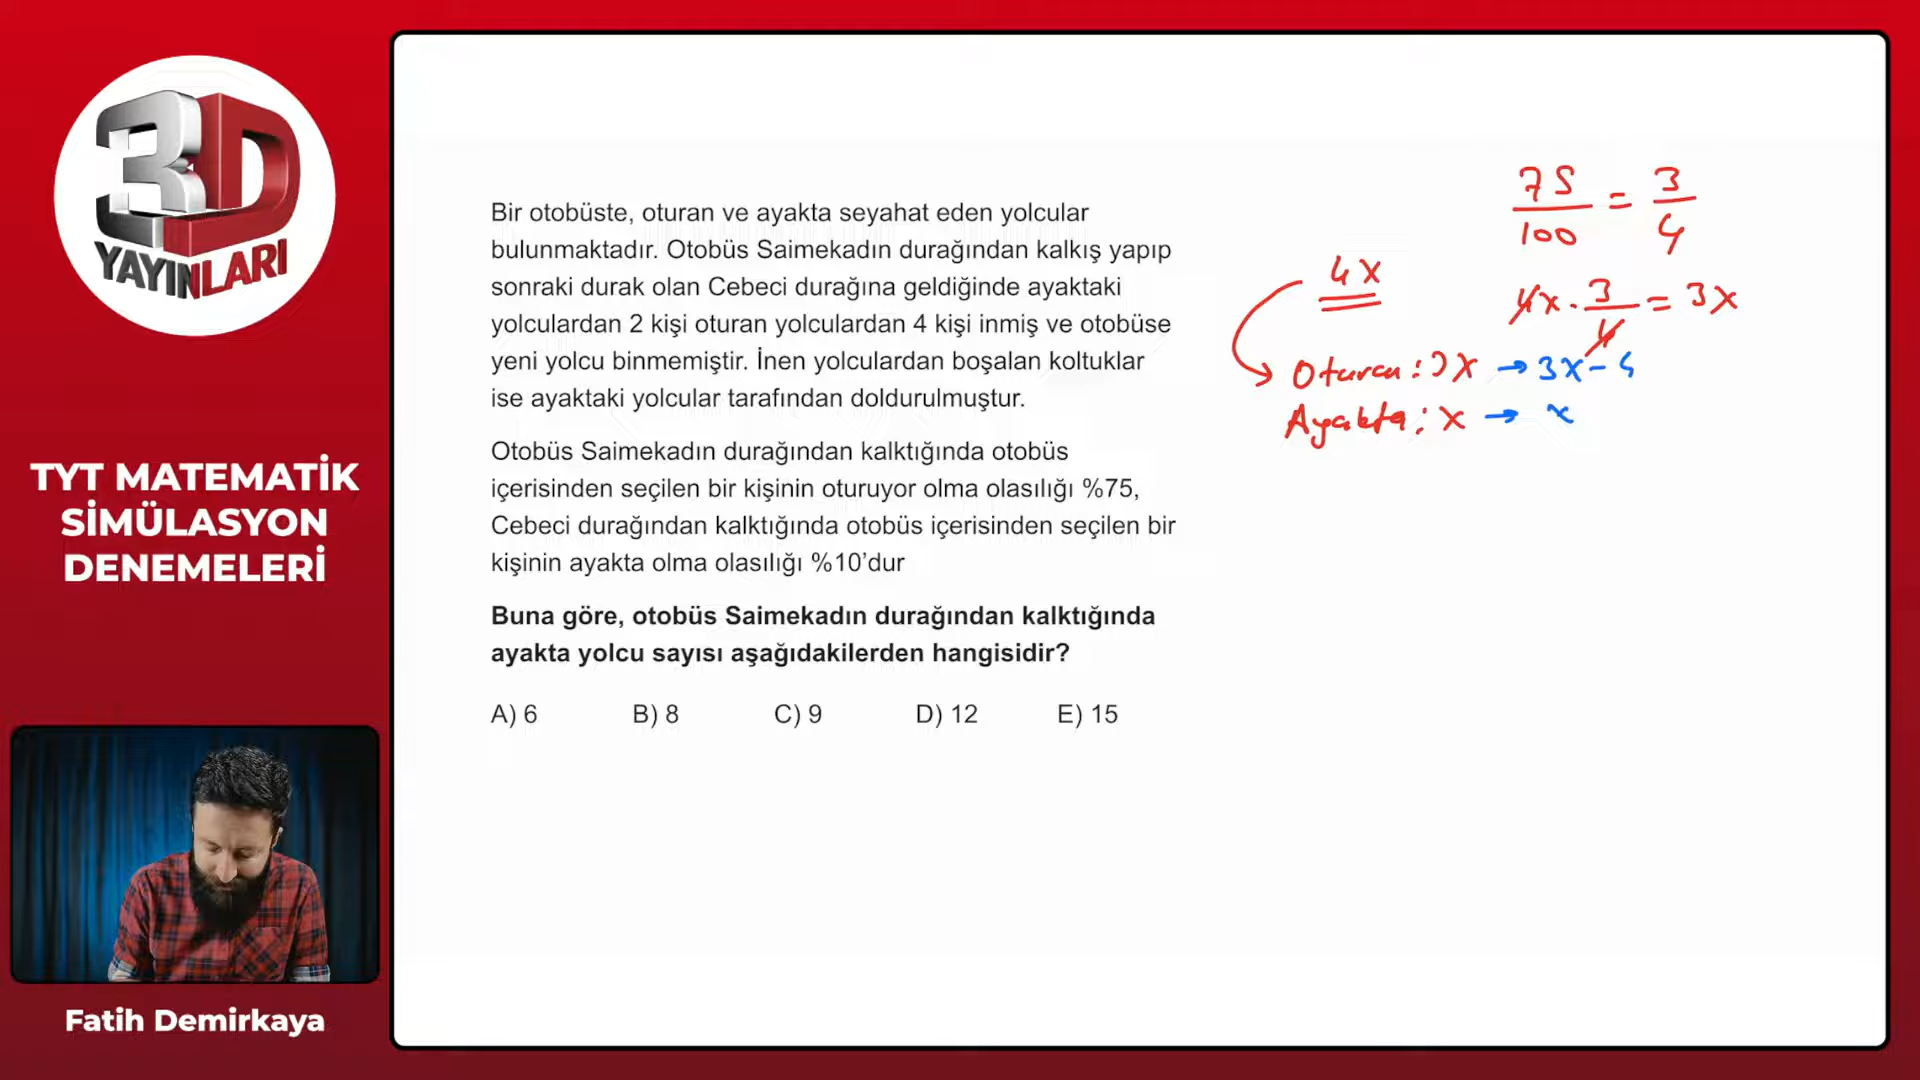 3D
YAYINLARI
TYT MATEMATİK
SİMÜLASYON
DENEMELERİ
Fatih Demirkaya
Bir otobüste, oturan ve ayakta seyahat eden yolcular
bulunmaktadır. Otobüs Saimekadın durağından kalkış yapıp
sonraki durak olan Cebeci durağına geldiğinde ayaktaki
yolculardan 2 kişi oturan yolculardan 4 kişi inmiş ve otobüse
yeni yolcu binmemiştir. İnen yolculardan boşalan koltuklar
ise ayaktaki yolcular tarafından doldurulmuştur.
Otobüs Saimekadın durağından kalktığında otobüs
içerisinden seçilen bir kişinin oturuyor olma olasılığı %75,
Cebeci durağından kalktığında otobüs içerisinden seçilen bir
kişinin ayakta olma olasılığı %10’dur
Buna göre, otobüs Saimekadın durağından kalktığında
ayakta yolcu sayısı aşağıdakilerden hangisidir?
A) 6 B) 8 C) 9 D) 12 E) 15
75/100 = 3/4
4x
4x · 3/4 = 3x
Oturan : 3x → 3x - 4
Ayakta : x → x